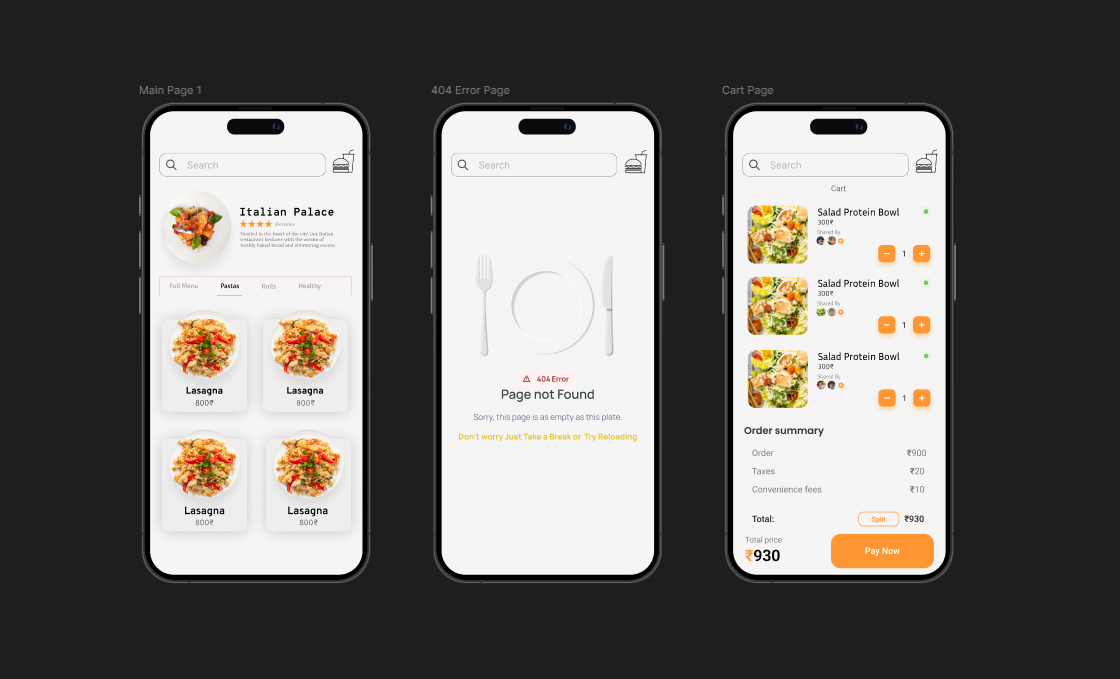 Main Page 1
Search
Italian Palace
Reviews
Nestled in the heart of the city, our Italian
restaurant beckons with the aroma of
freshly baked bread and simmering sauces.
Full Menu
Pastas
Rolls
Healthy
Lasagna
800₹
Lasagna
800₹
Lasagna
800₹
Lasagna
800₹
404 Error Page
Search
404 Error
Page not Found
Sorry, this page is as empty as this plate.
Don't worry Just Take a Break or Try Reloading
Cart Page
Search
Cart
Salad Protein Bowl
300₹
Shared By
− 1 +
Salad Protein Bowl
300₹
Shared By
− 1 +
Salad Protein Bowl
300₹
Shared By
− 1 +
Order summary
Order ₹900
Taxes ₹20
Convenience fees ₹10
Total: Split ₹930
Total price
₹930
Pay Now